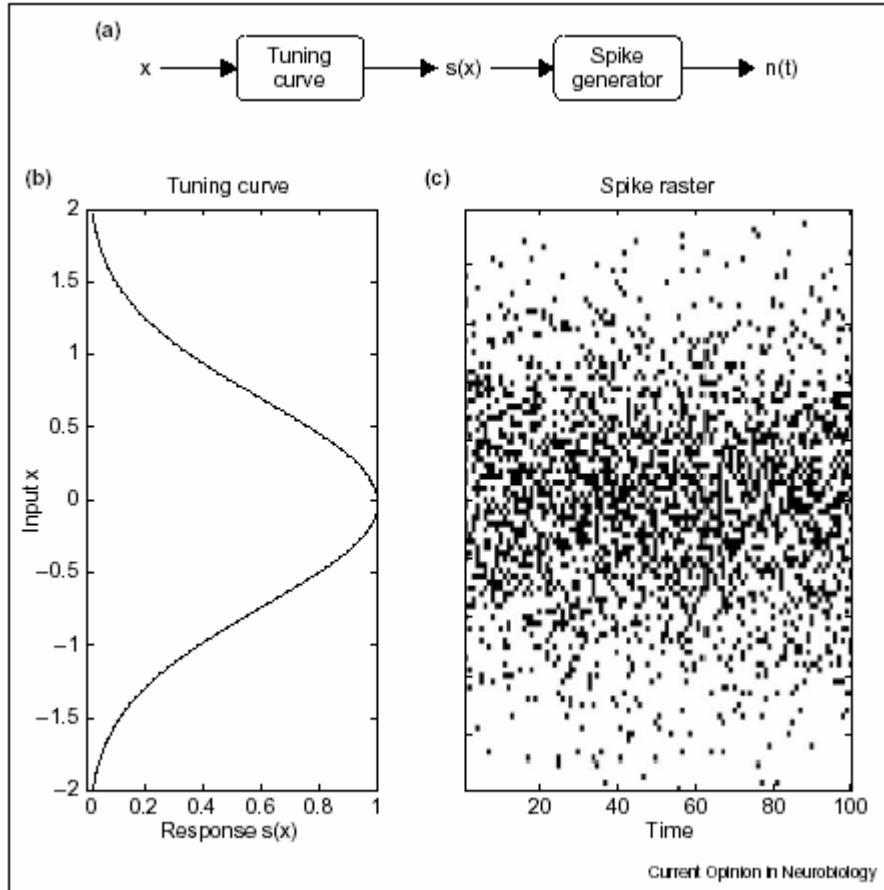 (a)
x
Tuning
curve
s(x)
Spike
generator
n(t)
(b)
Tuning curve
2
1.5
1
0.5
0
–0.5
–1
–1.5
–2
Input x
0 0.2 0.4 0.6 0.8 1
Response s(x)
(c)
Spike raster
20 40 60 80 100
Time
Current Opinion in Neurobiology